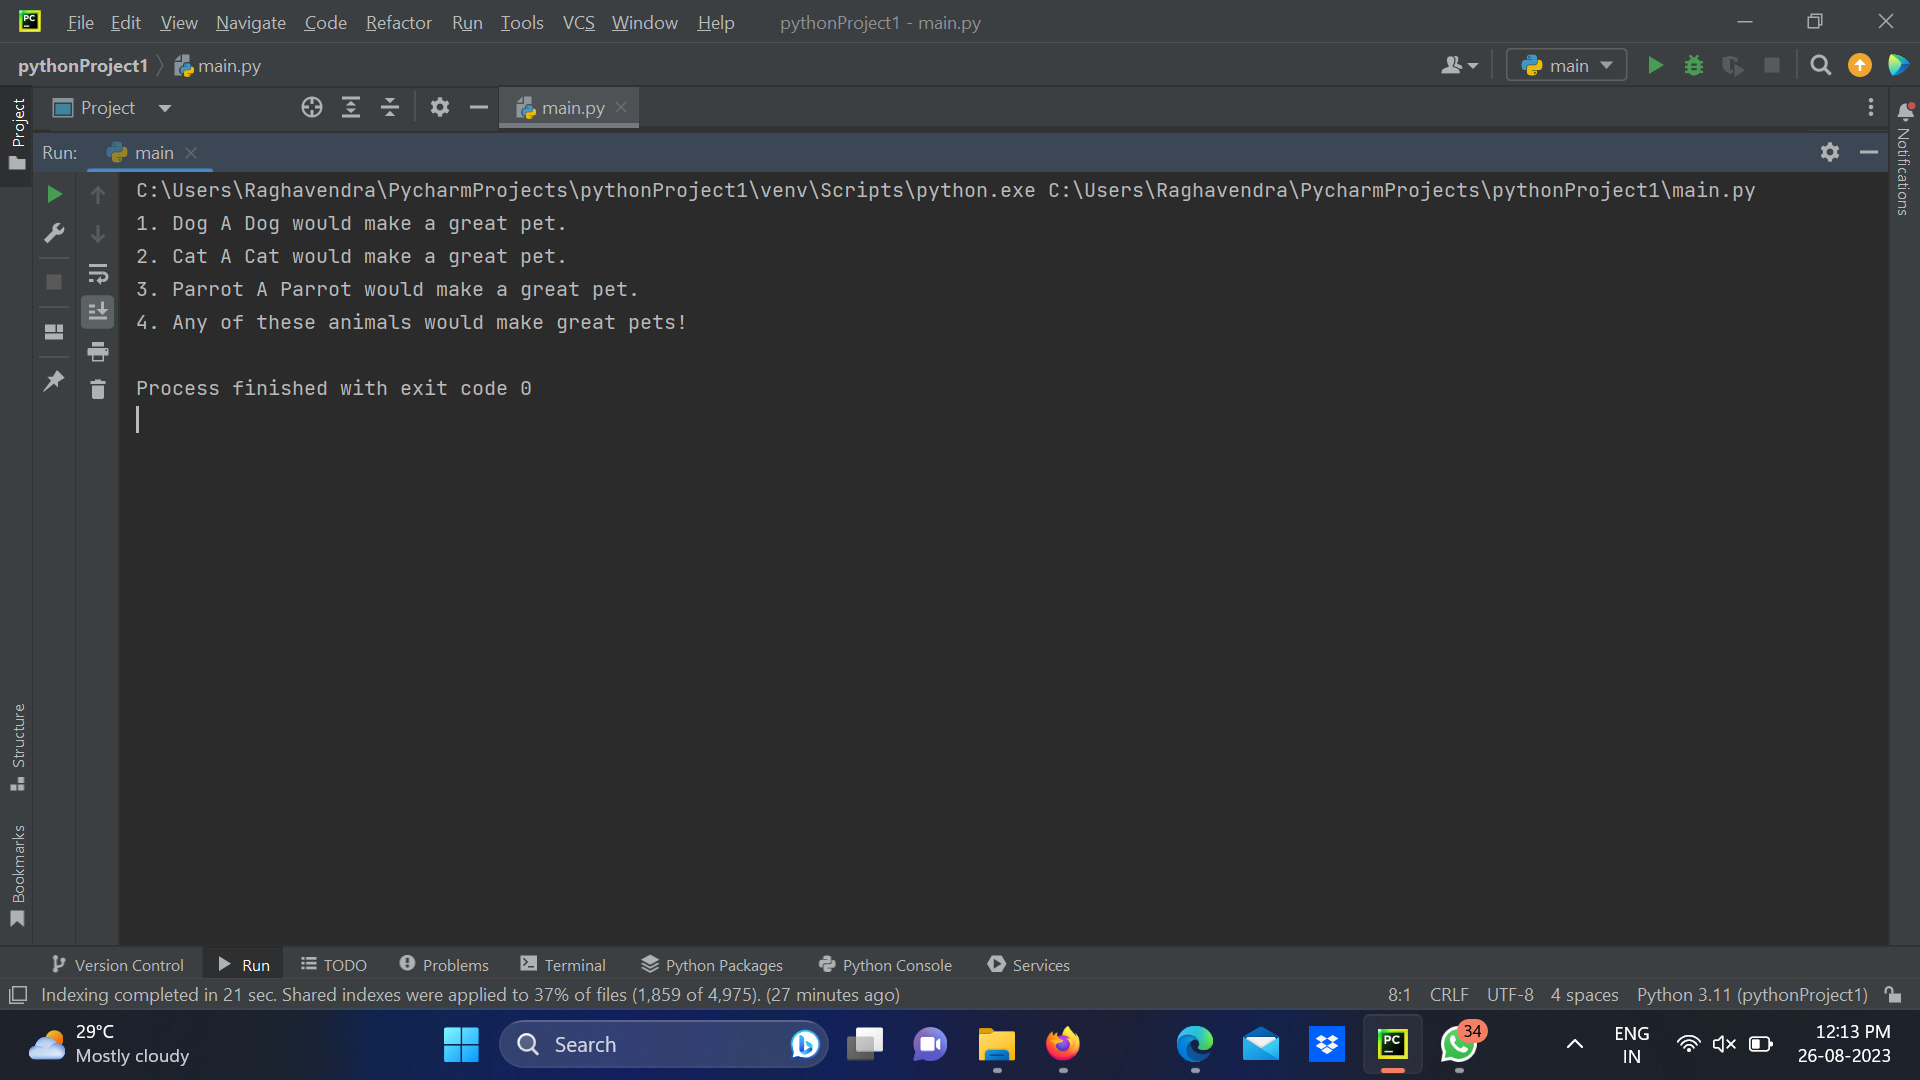 PC File Edit View Navigate Code Refactor Run Tools VCS Window Help pythonProject1 - main.py
pythonProject1 main.py main
Project main.py
Project
Run: main
Notifications
C:\Users\Raghavendra\PycharmProjects\pythonProject1\venv\Scripts\python.exe C:\Users\Raghavendra\PycharmProjects\pythonProject1\main.py
1. Dog A Dog would make a great pet.
2. Cat A Cat would make a great pet.
3. Parrot A Parrot would make a great pet.
4. Any of these animals would make great pets!
Process finished with exit code 0
Structure
Bookmarks
Version Control Run TODO Problems Terminal Python Packages Python Console Services
Indexing completed in 21 sec. Shared indexes were applied to 37% of files (1,859 of 4,975). (27 minutes ago) 8:1 CRLF UTF-8 4 spaces Python 3.11 (pythonProject1)
29°C
Mostly cloudy
Search
PC
34
ENG
IN
12:13 PM
26-08-2023